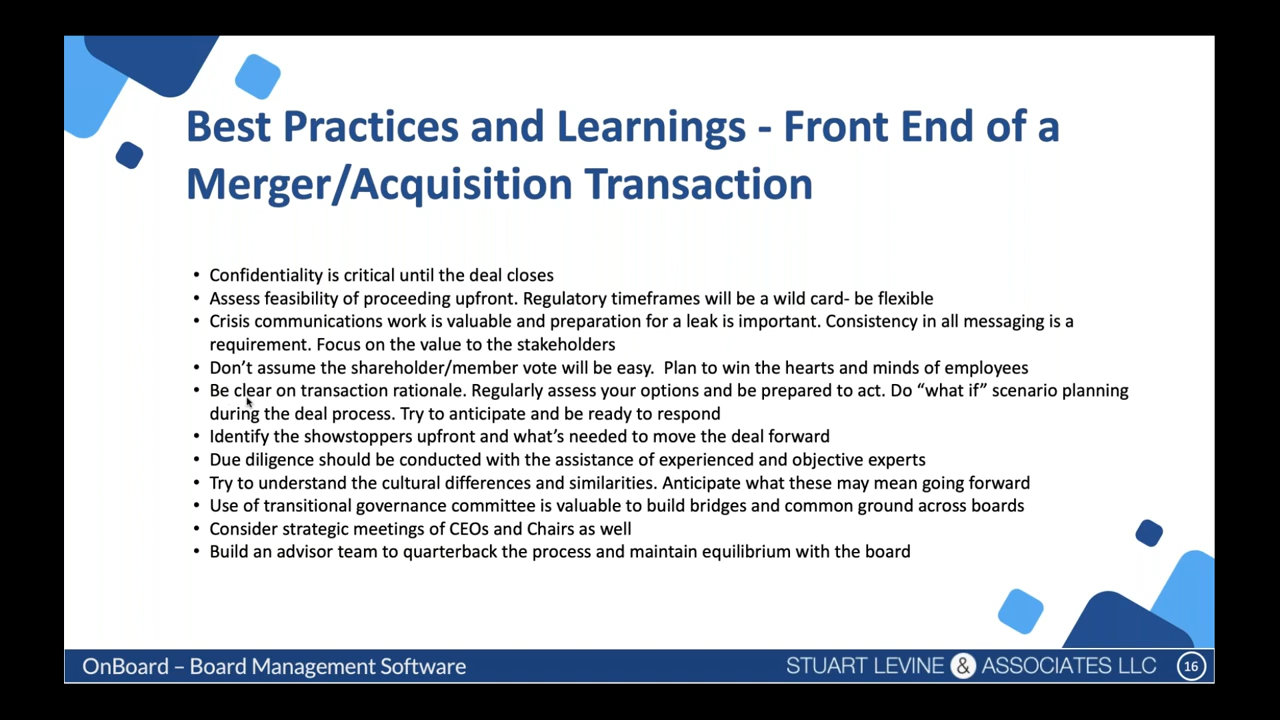 Best Practices and Learnings - Front End of a
Merger/Acquisition Transaction
• Confidentiality is critical until the deal closes
• Assess feasibility of proceeding upfront. Regulatory timeframes will be a wild card- be flexible
• Crisis communications work is valuable and preparation for a leak is important. Consistency in all messaging is a
requirement. Focus on the value to the stakeholders
• Don’t assume the shareholder/member vote will be easy.  Plan to win the hearts and minds of employees
• Be clear on transaction rationale. Regularly assess your options and be prepared to act. Do “what if” scenario planning
during the deal process. Try to anticipate and be ready to respond
• Identify the showstoppers upfront and what’s needed to move the deal forward
• Due diligence should be conducted with the assistance of experienced and objective experts
• Try to understand the cultural differences and similarities. Anticipate what these may mean going forward
• Use of transitional governance committee is valuable to build bridges and common ground across boards
• Consider strategic meetings of CEOs and Chairs as well
• Build an advisor team to quarterback the process and maintain equilibrium with the board
OnBoard – Board Management Software
STUART LEVINE & ASSOCIATES LLC
16